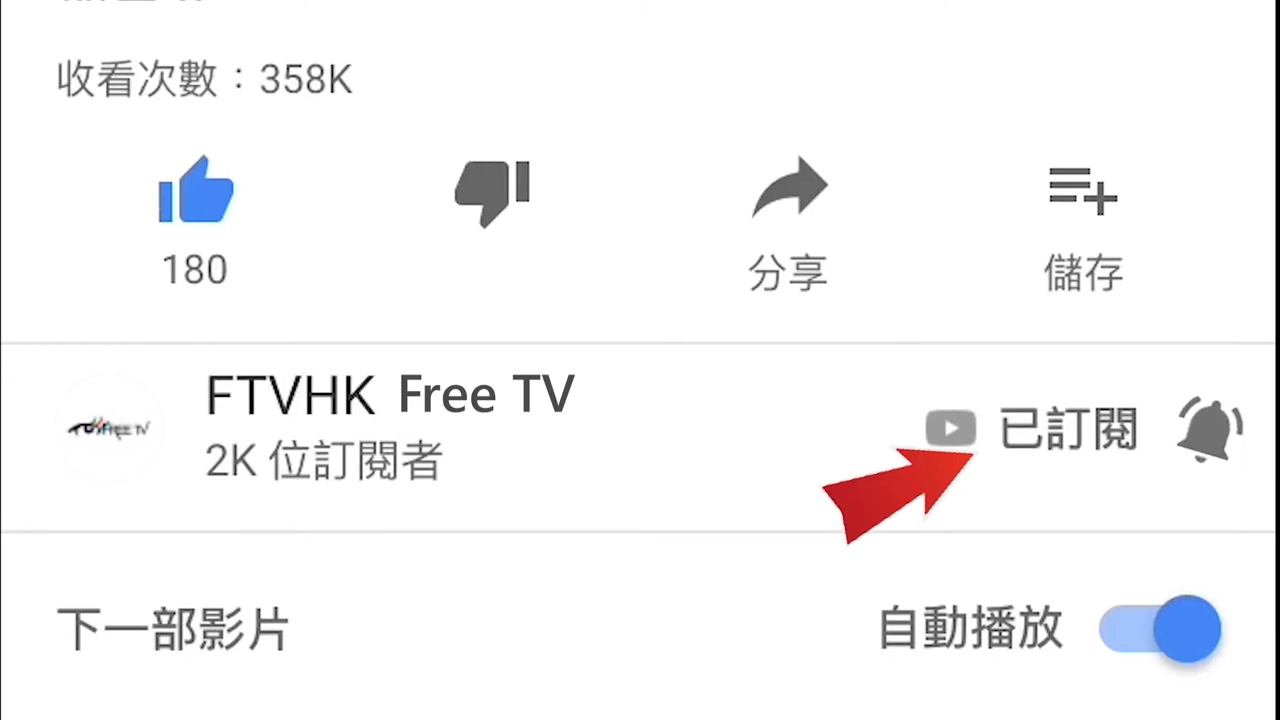 收看次數：358K
180
分享
儲存
FTVHK Free TV
2K 位訂閱者
已訂閱
下一部影片
自動播放